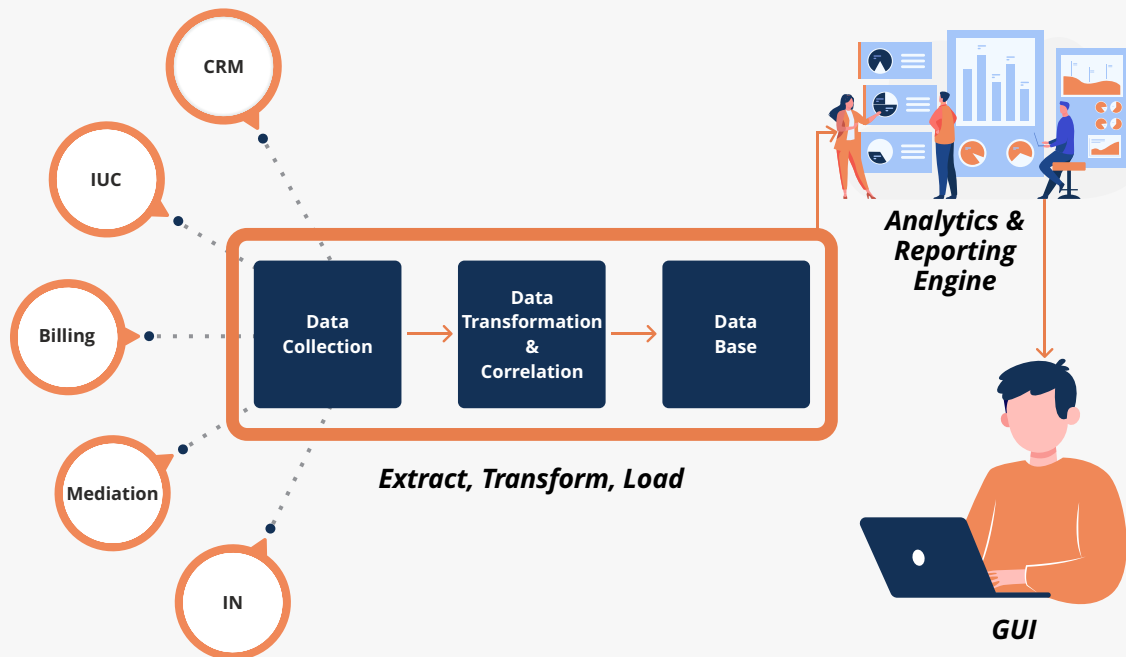 CRM
IUC
Billing
Mediation
IN
Data
Collection
Data
Transformation
&
Correlation
Data
Base
Extract, Transform, Load
Analytics &
Reporting
Engine
GUI